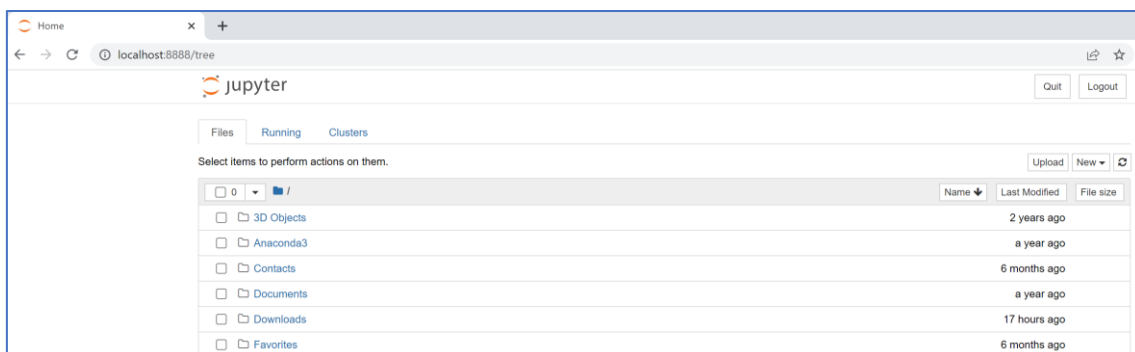 Home
localhost:8888/tree
jupyter
Quit Logout
Files Running Clusters
Select items to perform actions on them.
Upload New
0 / Name Last Modified File size
3D Objects 2 years ago
Anaconda3 a year ago
Contacts 6 months ago
Documents a year ago
Downloads 17 hours ago
Favorites 6 months ago